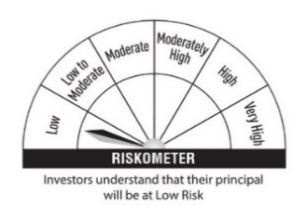 Low
Low to
Moderate
Moderate
Moderately
High
High
Very High
RISKOMETER
Investors understand that their principal
will be at Low Risk